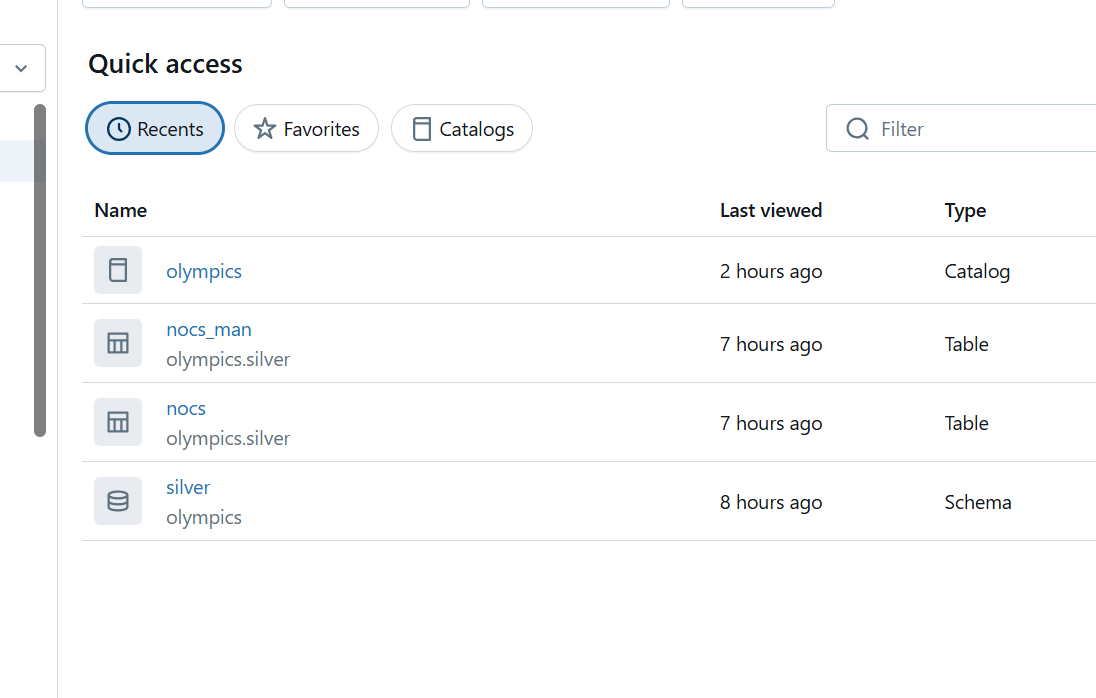 Quick access
Recents
Favorites
Catalogs
Filter
Name Last viewed Type
olympics 2 hours ago Catalog
nocs_man
olympics.silver
7 hours ago Table
nocs
olympics.silver
7 hours ago Table
silver
olympics
8 hours ago Schema